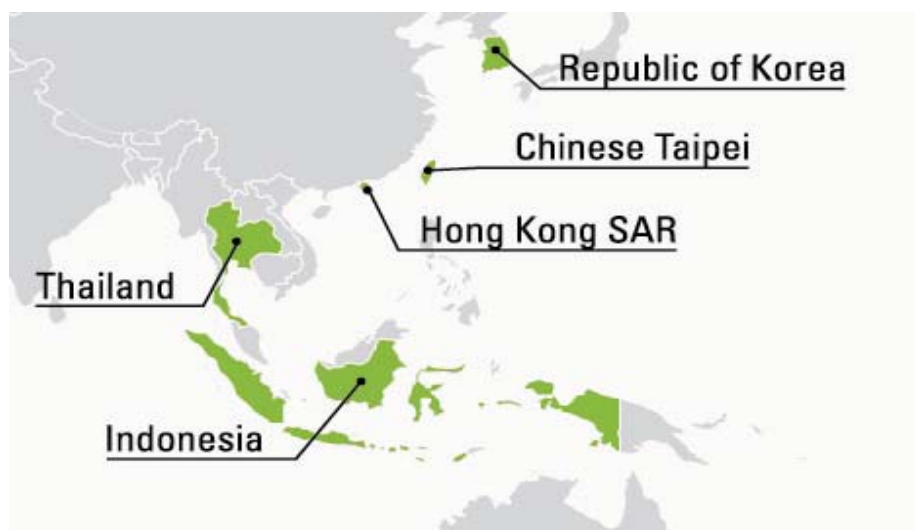 Republic of Korea
Chinese Taipei
Hong Kong SAR
Thailand
Indonesia